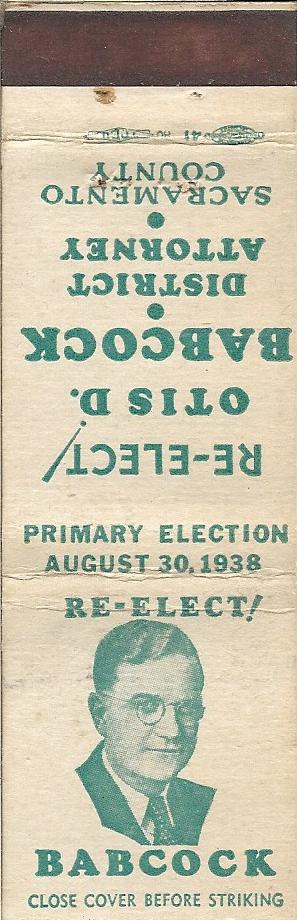 RE-ELECT!
OTIS D.
BABCOCK
DISTRICT
ATTORNEY
SACRAMENTO
COUNTY
PRIMARY ELECTION
AUGUST 30, 1938
RE-ELECT!
BABCOCK
CLOSE COVER BEFORE STRIKING